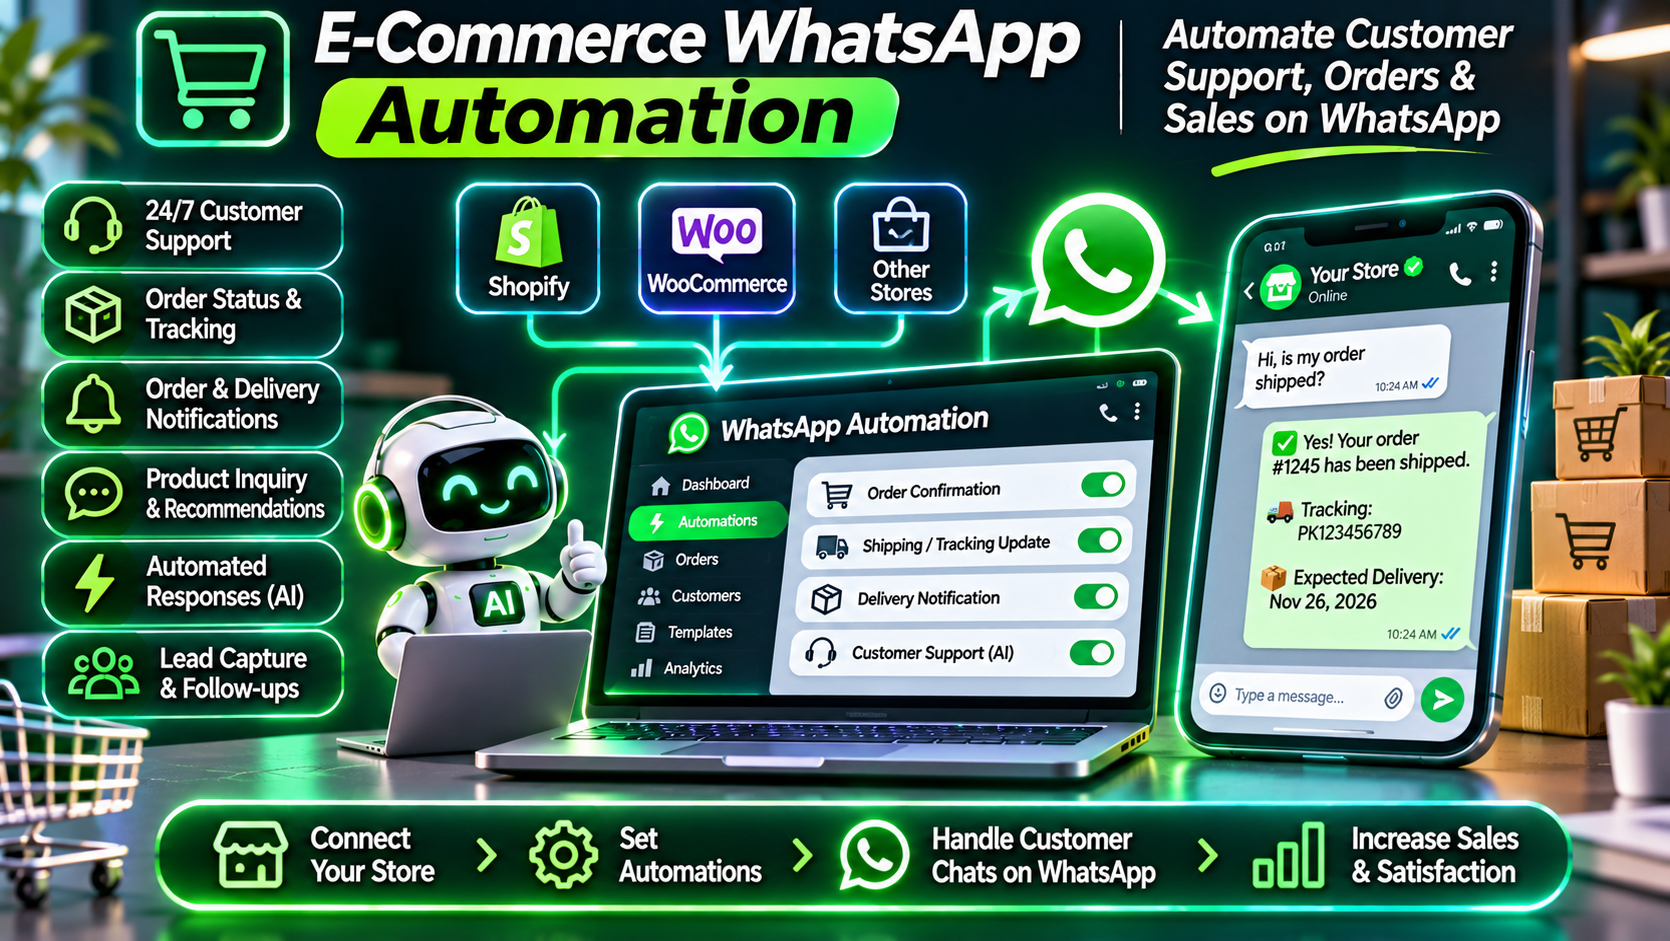 E-Commerce WhatsApp
Automation
Automate Customer
Support, Orders &
Sales on WhatsApp
24/7 Customer
Support
Order Status &
Tracking
Order & Delivery
Notifications
Product Inquiry
& Recommendations
Automated
Responses (AI)
Lead Capture
& Follow-ups
S
Shopify
Woo
WooCommerce
Other
Stores
AI
WhatsApp Automation
Dashboard
Automations
Orders
Customers
Templates
Analytics
Order Confirmation
Shipping / Tracking Update
Delivery Notification
Customer Support (AI)
Your Store
Online
Hi, is my order
shipped?
10:24 AM
Yes! Your order
#1245 has been shipped.
Tracking:
PK123456789
Expected Delivery:
Nov 26, 2026
10:24 AM
Type a message...
Connect
Your Store
Set
Automations
Handle Customer
Chats on WhatsApp
Increase Sales
& Satisfaction